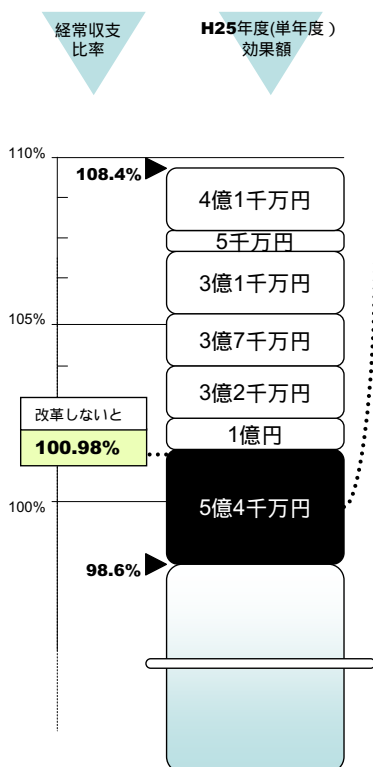 経常収支
比率
H25年度(単年度）
効果額
110%
108.4%
4億1千万円
5千万円
3億1千万円
105%
3億7千万円
3億2千万円
改革しないと
100.98%
1億円
100%
5億4千万円
98.6%